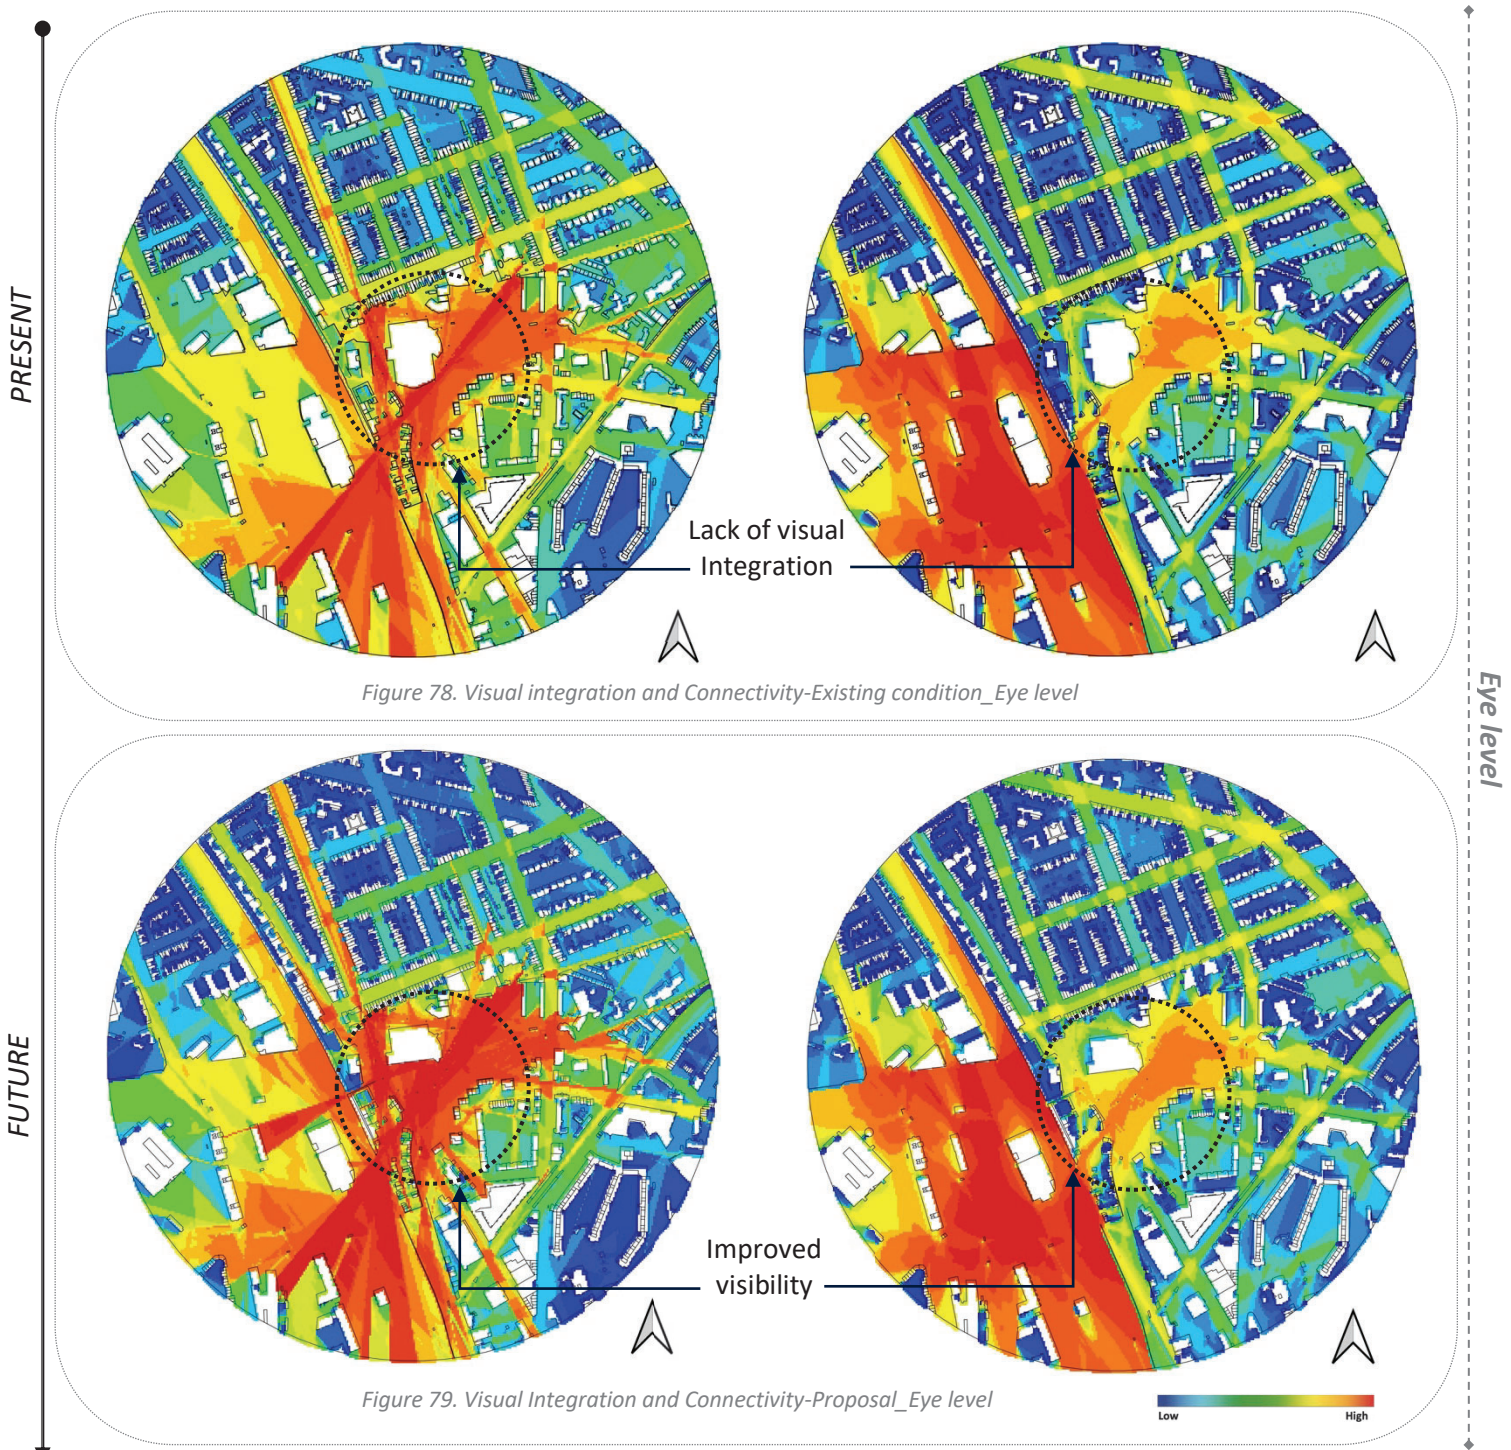 PRESENT
Lack of visual
Integration
Figure 78. Visual integration and Connectivity-Existing condition_Eye level
Eye level
FUTURE
Improved
visibility
Figure 79. Visual Integration and Connectivity-Proposal_Eye level
Low High